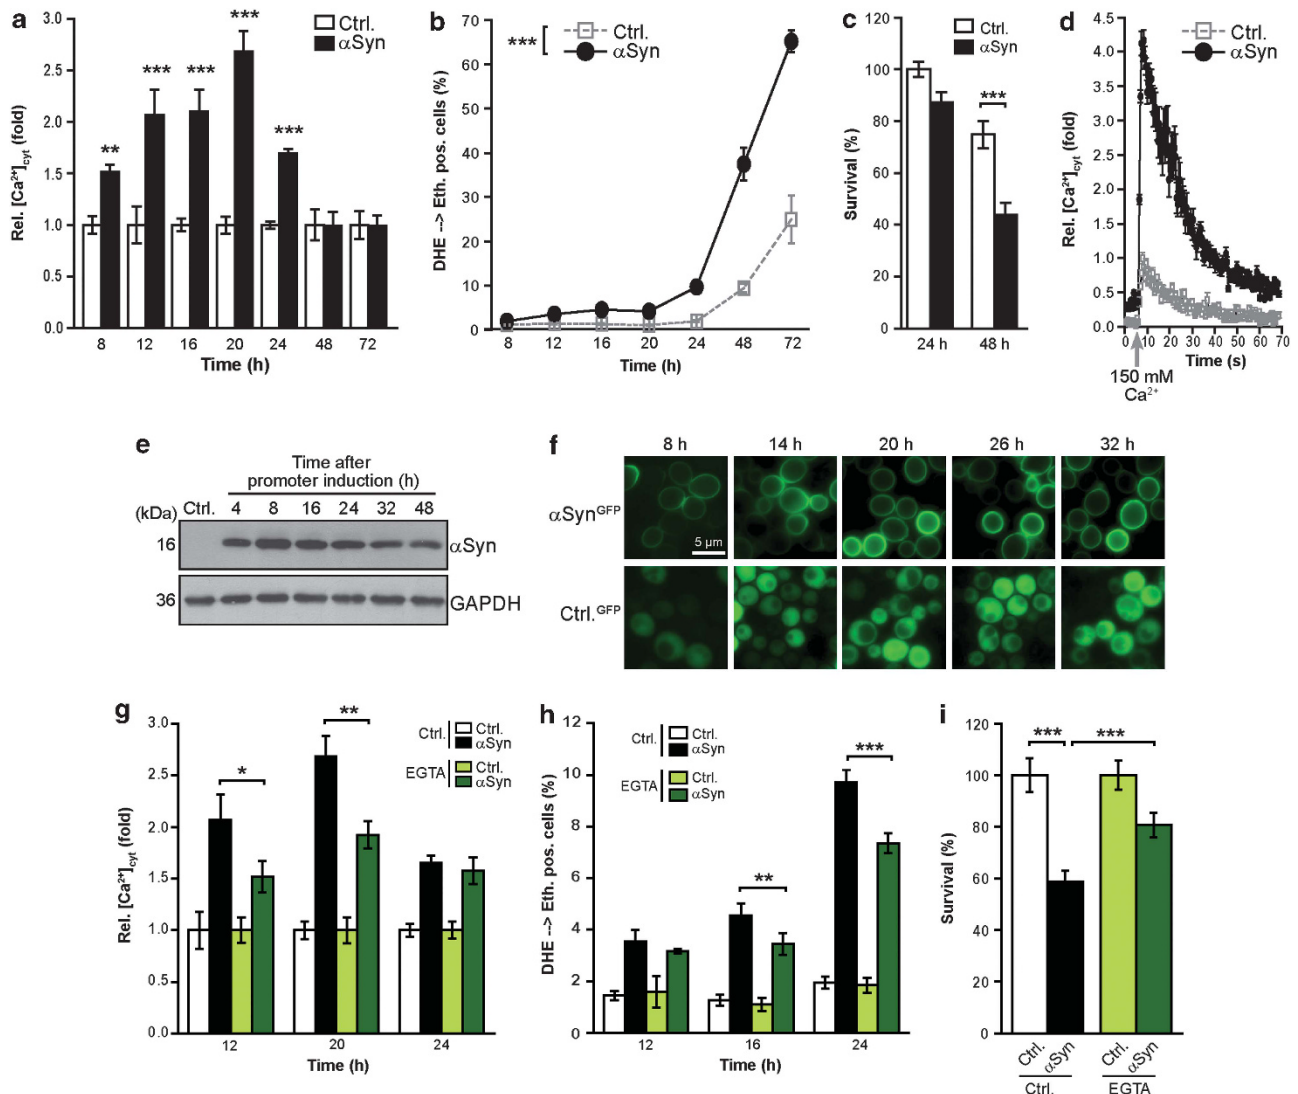 a
Rel. [Ca²⁺]cyt (fold)
3.0
2.5
2.0
1.5
1.0
0.5
0.0
** *** *** *** ***
Ctrl.
αSyn
8 12 16 20 24 48 72
Time (h)
b
DHE --> Eth. pos. cells (%)
70
60
50
40
30
20
10
0
***
Ctrl.
αSyn
8 12 16 20 24 48 72
Time (h)
c
Survival (%)
120
100
80
60
40
20
0
Ctrl.
αSyn
***
24 h 48 h
d
Rel. [Ca²⁺]cyt (fold)
4.5
4.0
3.5
3.0
2.5
2.0
1.5
1.0
0.5
0.0
Ctrl.
αSyn
0 10 20 30 40 50 60 70
Time (s)
150 mM
Ca²⁺
e
Time after
promoter induction (h)
Ctrl. 4 8 16 24 32 48
(kDa)
16 αSyn
36 GAPDH
f
8 h 14 h 20 h 26 h 32 h
αSynGFP
5 µm
Ctrl.GFP
g
Rel. [Ca²⁺]cyt (fold)
3.0
2.5
2.0
1.5
1.0
0.5
0.0
* **
Ctrl. Ctrl.
αSyn
EGTA Ctrl.
αSyn
12 20 24
Time (h)
h
DHE --> Eth. pos. cells (%)
12
10
8
6
4
2
0
Ctrl. Ctrl.
αSyn
EGTA Ctrl.
αSyn
** ***
12 16 24
Time (h)
i
Survival (%)
120
100
80
60
40
20
0
*** ***
Ctrl. αSyn Ctrl. αSyn
Ctrl. EGTA